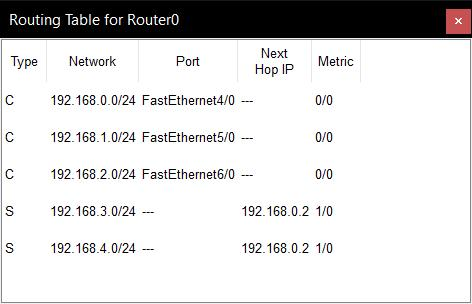 Routing Table for Router0
Type Network Port Next Hop IP Metric
C 192.168.0.0/24 FastEthernet4/0 --- 0/0
C 192.168.1.0/24 FastEthernet5/0 --- 0/0
C 192.168.2.0/24 FastEthernet6/0 --- 0/0
S 192.168.3.0/24 --- 192.168.0.2 1/0
S 192.168.4.0/24 --- 192.168.0.2 1/0